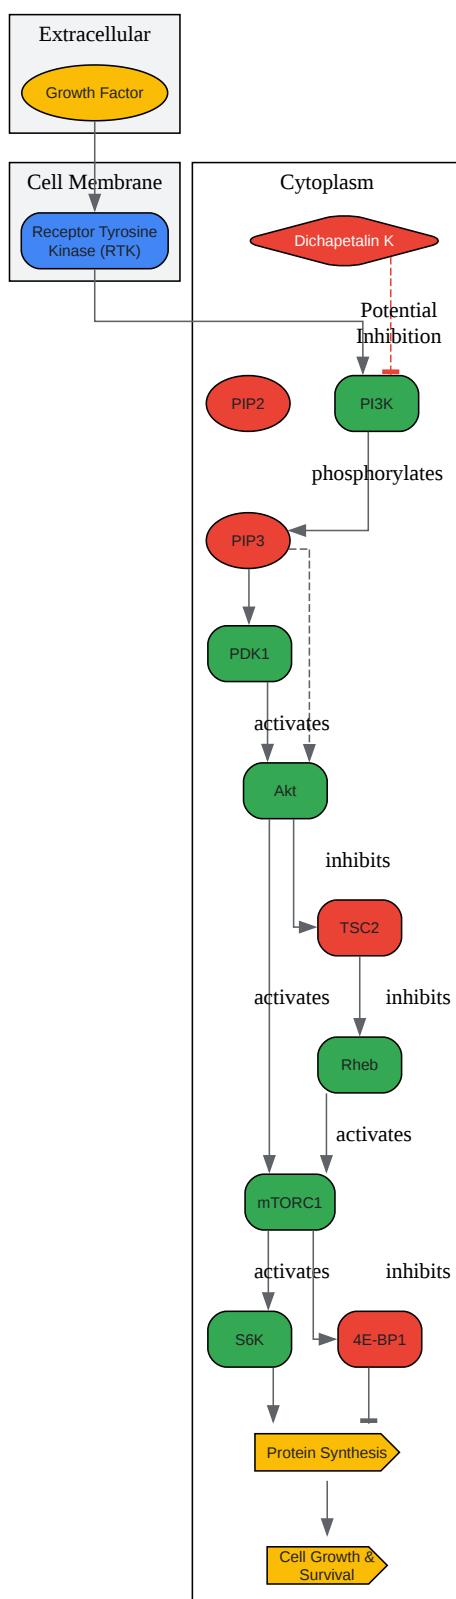 Extracellular
Growth Factor
Cell Membrane
Cytoplasm
Receptor Tyrosine
Kinase (RTK)
Dichapetalin K
Potential
Inhibition
PIP2
PI3K
phosphorylates
PIP3
PDK1
activates
Akt
inhibits
TSC2
activates
inhibits
Rheb
activates
mTORC1
activates
inhibits
S6K
4E-BP1
Protein Synthesis
Cell Growth &
Survival